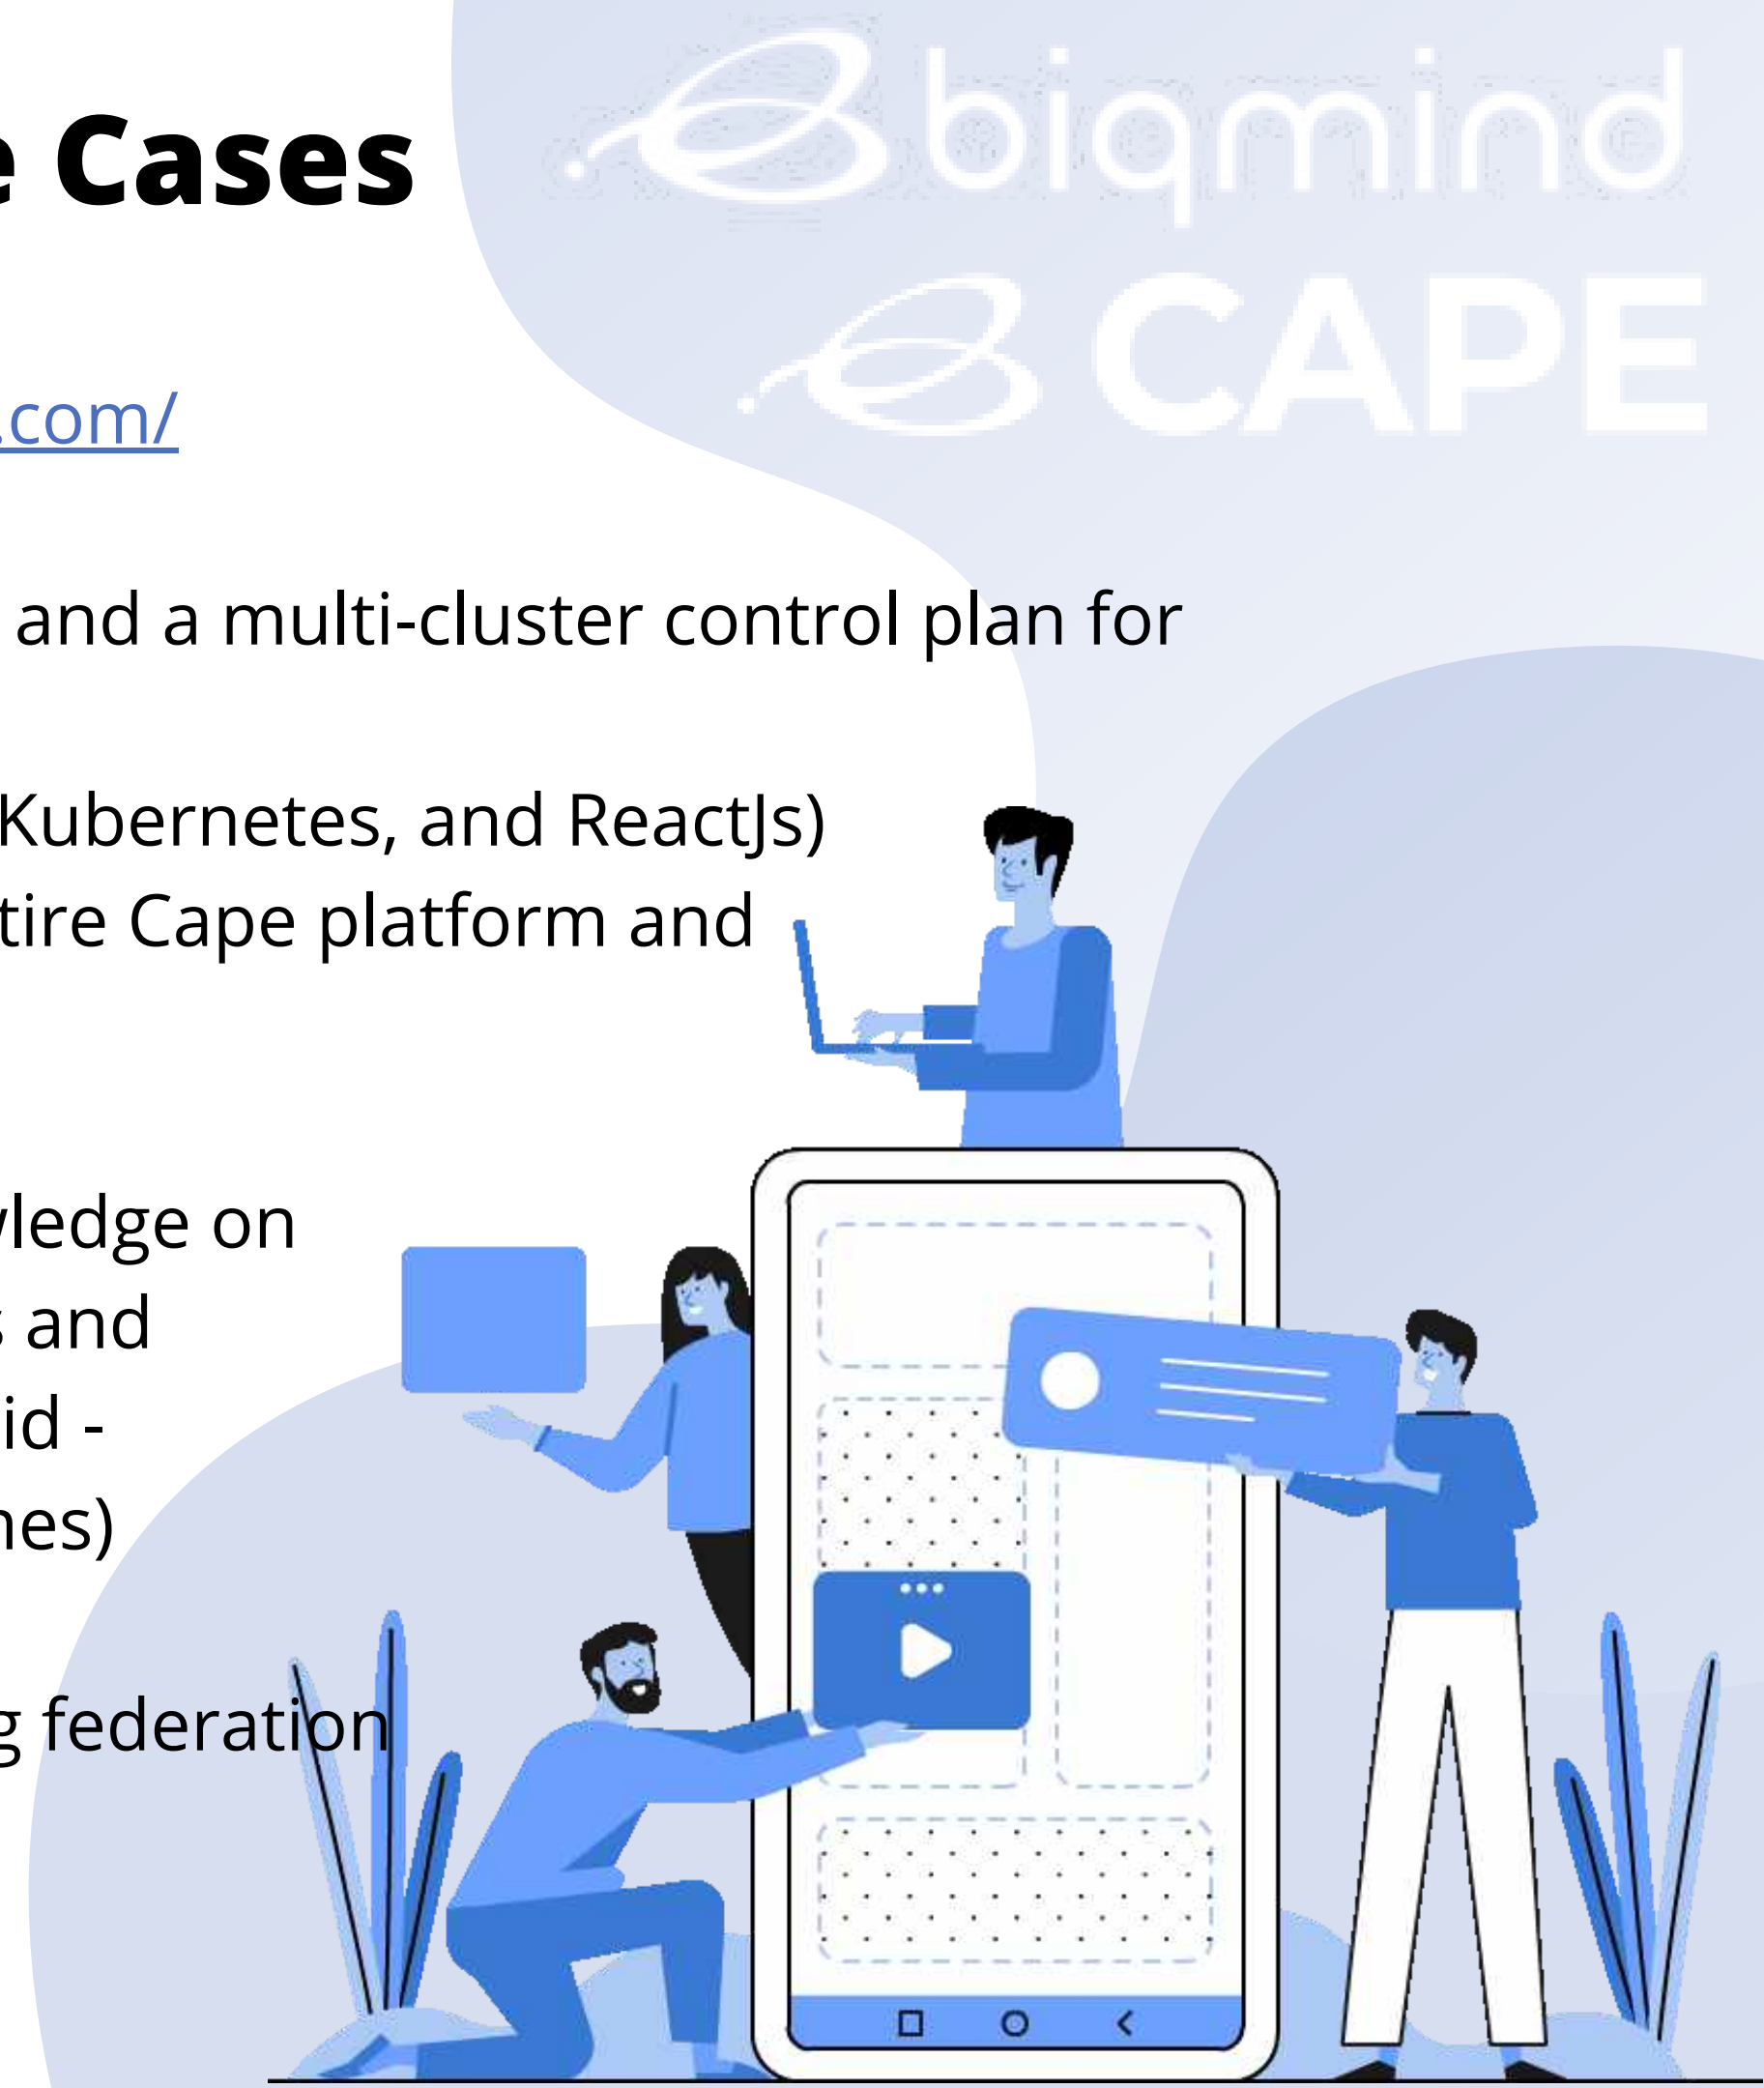 biqmind
e Cases
CAPE
.com/
and a multi-cluster control plan for
Kubernetes, and ReactJs)
tire Cape platform and
wledge on
s and
id -
nes)
g federation